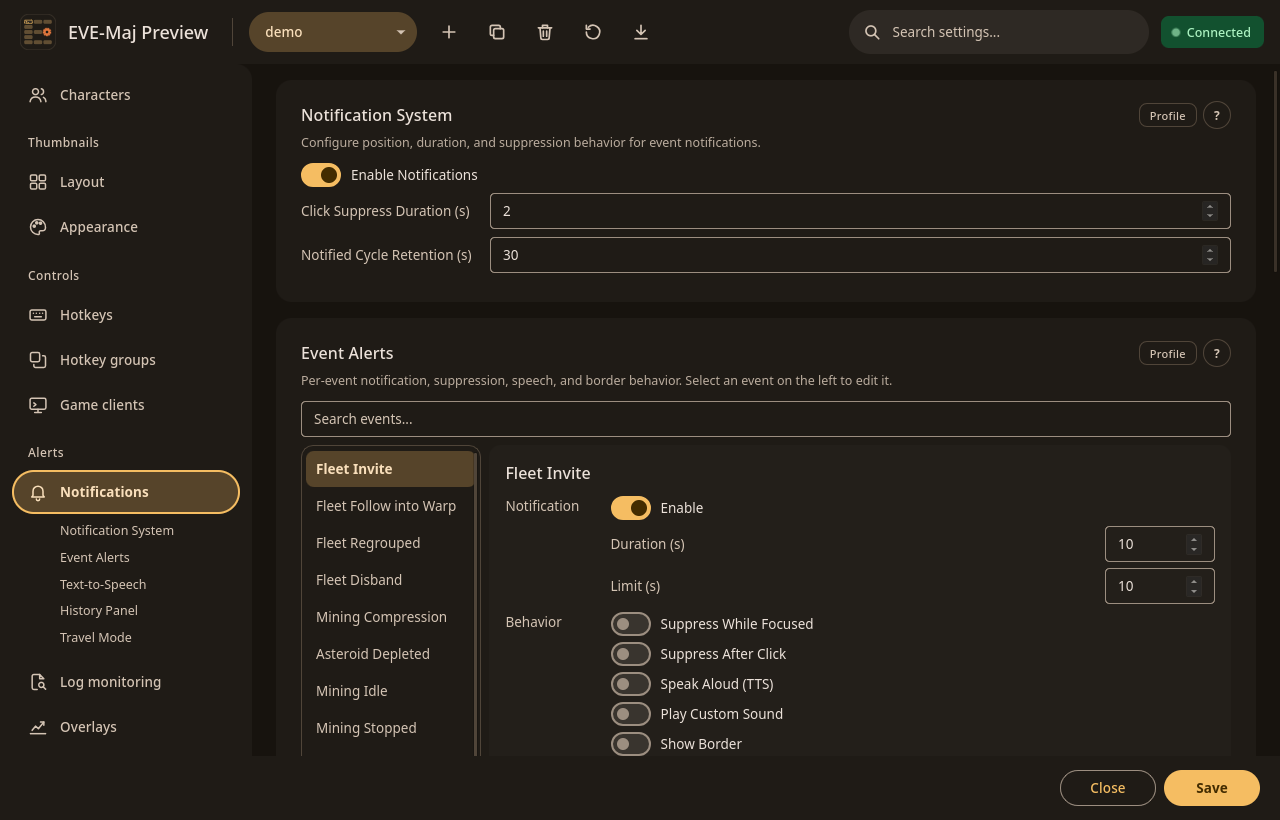 EVE-Maj Preview
demo
Search settings...
Connected
Characters
Thumbnails
Layout
Appearance
Controls
Hotkeys
Hotkey groups
Game clients
Alerts
Notifications
Notification System
Event Alerts
Text-to-Speech
History Panel
Travel Mode
Log monitoring
Overlays
Notification System
Profile
?
Configure position, duration, and suppression behavior for event notifications.
Enable Notifications
Click Suppress Duration (s)
2
Notified Cycle Retention (s)
30
Event Alerts
Profile
?
Per-event notification, suppression, speech, and border behavior. Select an event on the left to edit it.
Search events...
Fleet Invite
Fleet Follow into Warp
Fleet Regrouped
Fleet Disband
Mining Compression
Asteroid Depleted
Mining Idle
Mining Stopped
Fleet Invite
Notification
Enable
Duration (s)
10
Limit (s)
10
Behavior
Suppress While Focused
Suppress After Click
Speak Aloud (TTS)
Play Custom Sound
Show Border
Close
Save